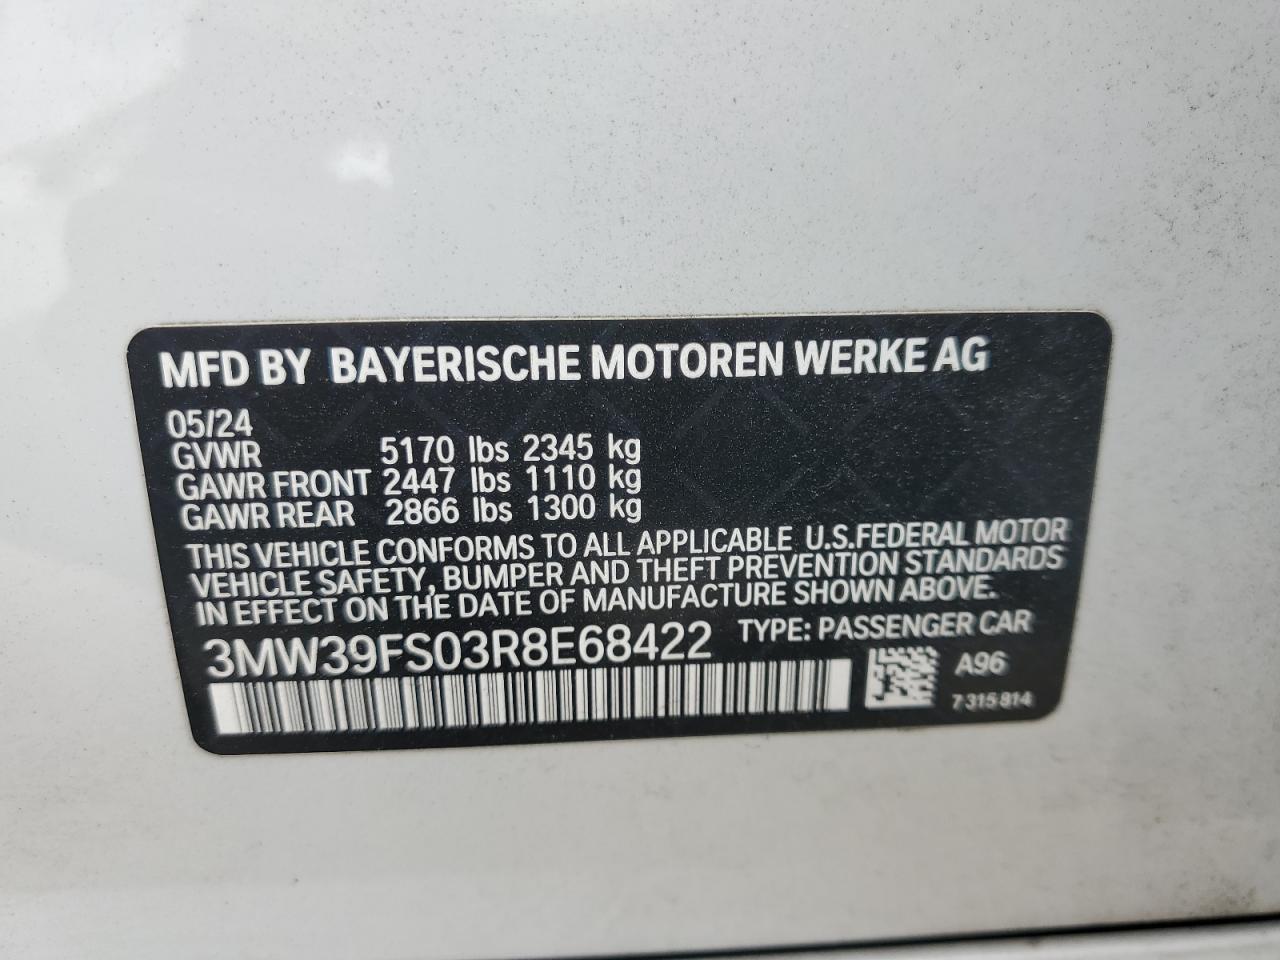 MFD BY BAYERISCHE MOTOREN WERKE AG
05/24
GVWR 5170 lbs 2345 kg
GAWR FRONT 2447 lbs 1110 kg
GAWR REAR 2866 lbs 1300 kg
THIS VEHICLE CONFORMS TO ALL APPLICABLE U.S.FEDERAL MOTOR
VEHICLE SAFETY, BUMPER AND THEFT PREVENTION STANDARDS
IN EFFECT ON THE DATE OF MANUFACTURE SHOWN ABOVE.
3MW39FS03R8E68422 TYPE: PASSENGER CAR
A96
7 315 814